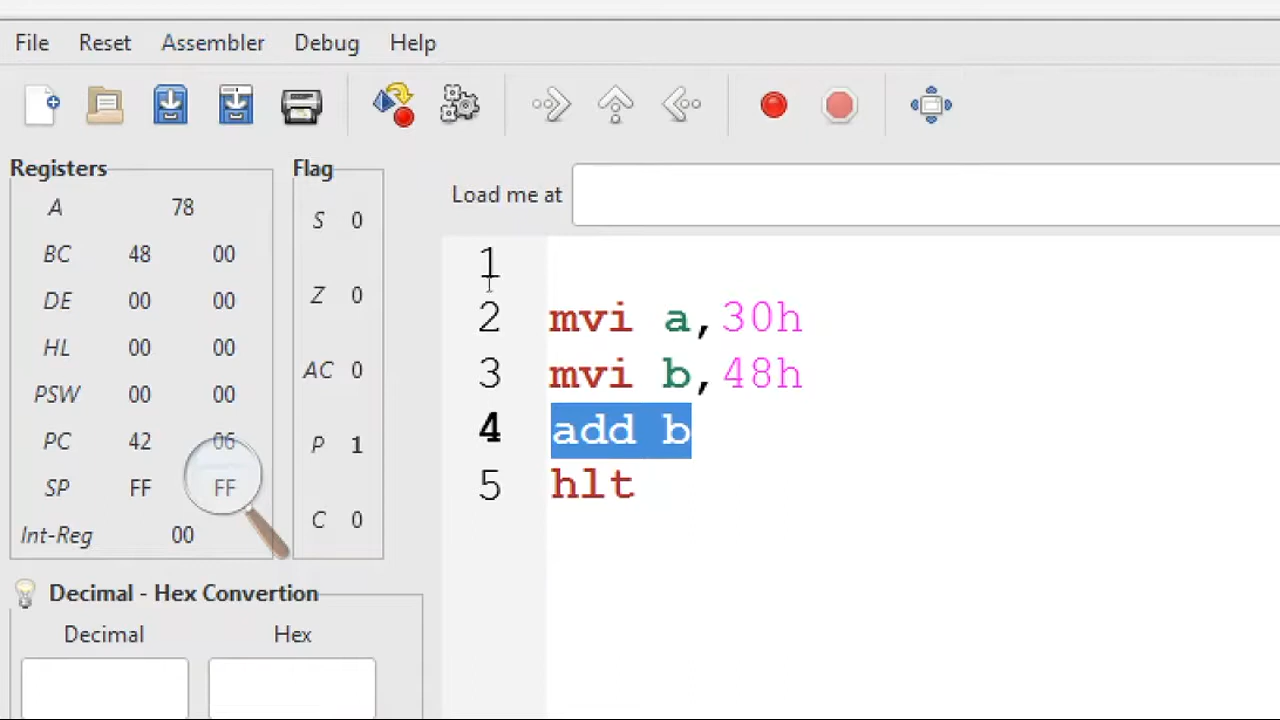 File Reset Assembler Debug Help
Registers
A 78
BC 48 00
DE 00 00
HL 00 00
PSW 00 00
PC 42 06
SP FF FF
Int-Reg 00
Flag
S 0
Z 0
AC 0
P 1
C 0
Decimal - Hex Convertion
Decimal Hex
Load me at
1
2 mvi a,30h
3 mvi b,48h
4 add b
5 hlt